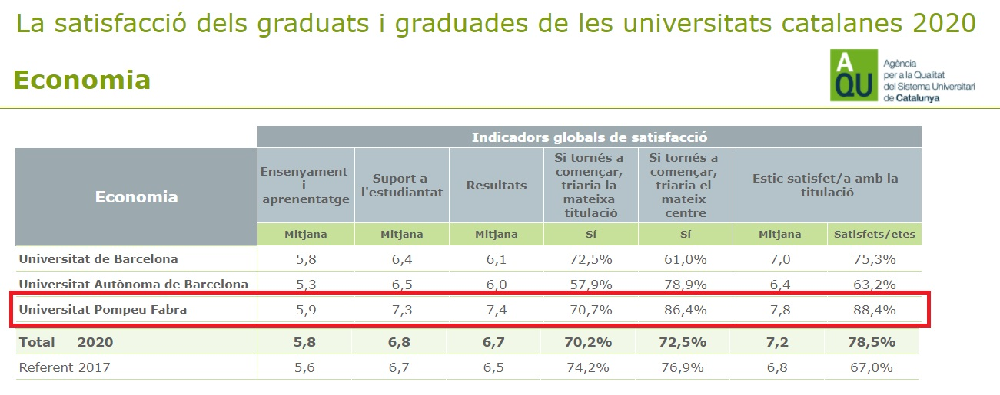 La satisfacció dels graduats i graduades de les universitats catalanes 2020
Economia
AQU
Agència
per a la Qualitat
del Sistema Universitari
de Catalunya
Indicadors globals de satisfacció
Economia
Ensenyament
i
aprenentatge
Suport a
l'estudiantat
Resultats
Si tornés a
començar,
triaria la
mateixa
titulació
Si tornés a
començar,
triaria el
mateix
centre
Estic satisfet/a amb la
titulació
Mitjana Mitjana Mitjana Sí Sí Mitjana Satisfets/etes
Universitat de Barcelona 5,8 6,4 6,1 72,5% 61,0% 7,0 75,3%
Universitat Autònoma de Barcelona 5,3 6,5 6,0 57,9% 78,9% 6,4 63,2%
Universitat Pompeu Fabra 5,9 7,3 7,4 70,7% 86,4% 7,8 88,4%
Total 2020 5,8 6,8 6,7 70,2% 72,5% 7,2 78,5%
Referent 2017 5,6 6,7 6,5 74,2% 76,9% 6,8 67,0%